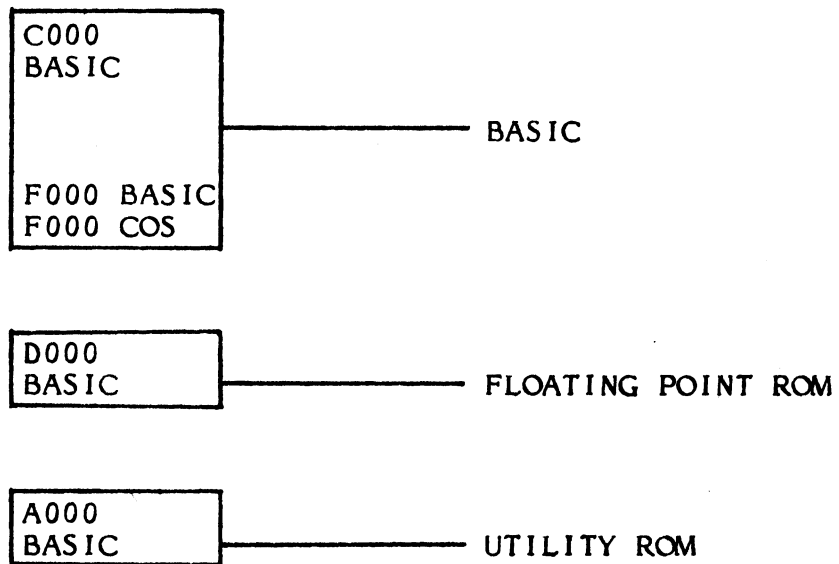 C000
BASIC
BASIC
F000 BASIC
F000 COS
D000
BASIC
FLOATING POINT ROM
A000
BASIC
UTILITY ROM